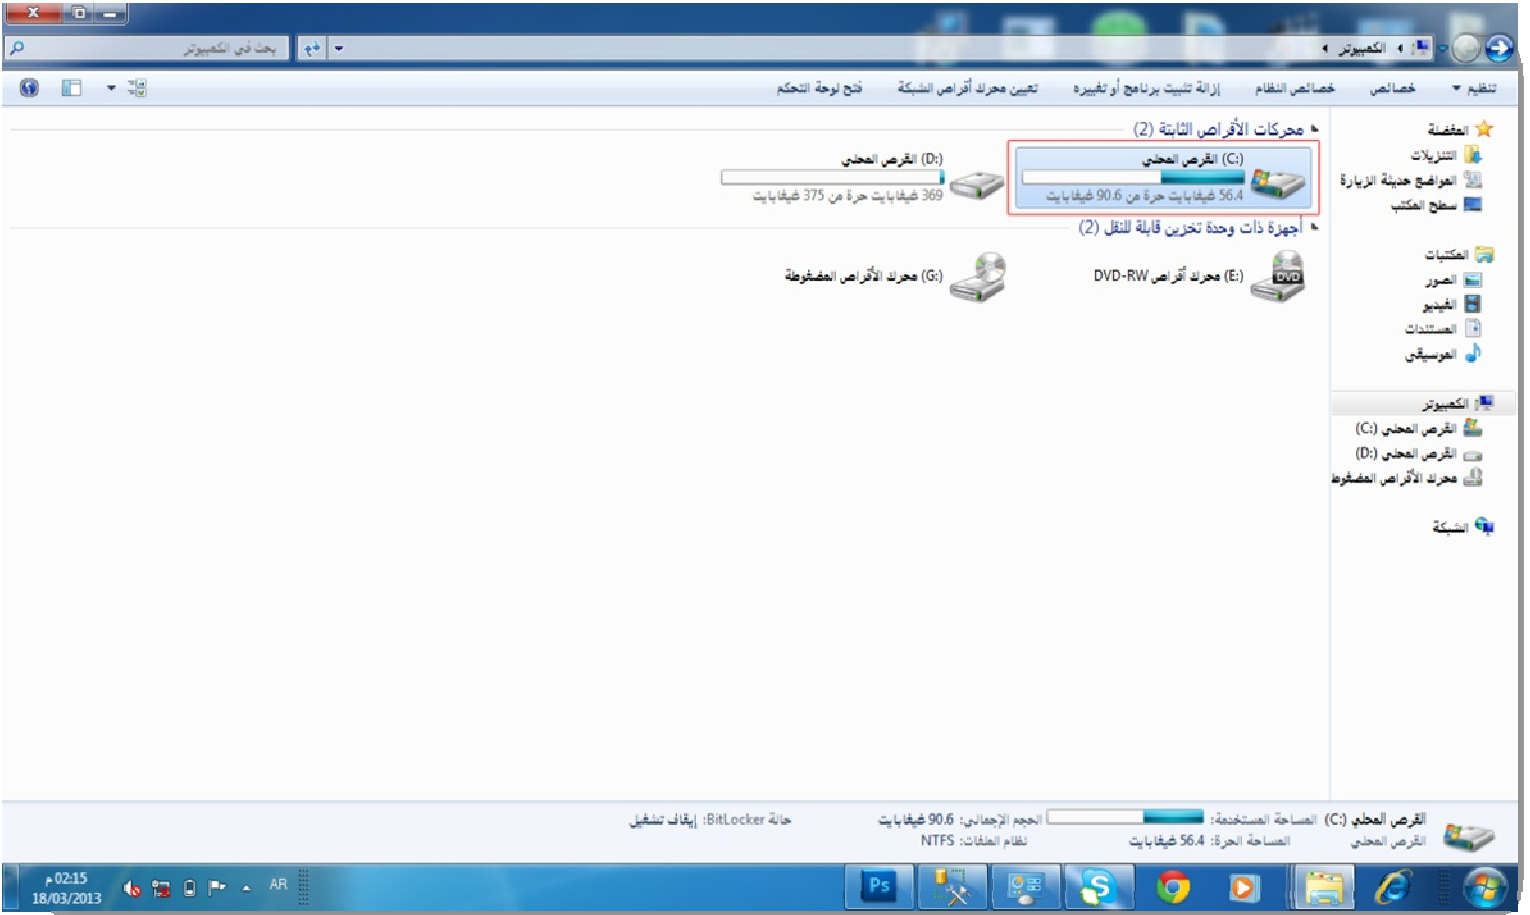 الكمبيوتر
بحث في الكمبيوتر
تنظيم
خصائص
خصائص النظام
إزالة تثبيت برنامج أو تغييره
تعيين محرك أقراص الشبكة
فتح لوحة التحكم
المفضلة
التنزيلات
المواضع حديثة الزيارة
سطح المكتب
المكتبات
الصور
الفيديو
المستندات
الموسيقى
الكمبيوتر
القرص المحلي (C:)
القرص المحلي (D:)
محرك الأقراص المضغوط
الشبكة
محركات الأقراص الثابتة (2)
القرص المحلي (C:)
56.4 غيغابايت حرة من 90.6 غيغابايت
القرص المحلي (D:)
369 غيغابايت حرة من 375 غيغابايت
أجهزة ذات وحدة تخزين قابلة للنقل (2)
DVD
محرك أقراص DVD-RW (E:)
محرك الأقراص المضغوطة (G:)
القرص المحلي (C:) المساحة المستخدمة: الحجم الإجمالي: 90.6 غيغابايت حالة BitLocker: إيقاف تشغيل
القرص المحلي المساحة الحرة: 56.4 غيغابايت نظام الملفات: NTFS
Ps
AR
02:15 م
18/03/2013